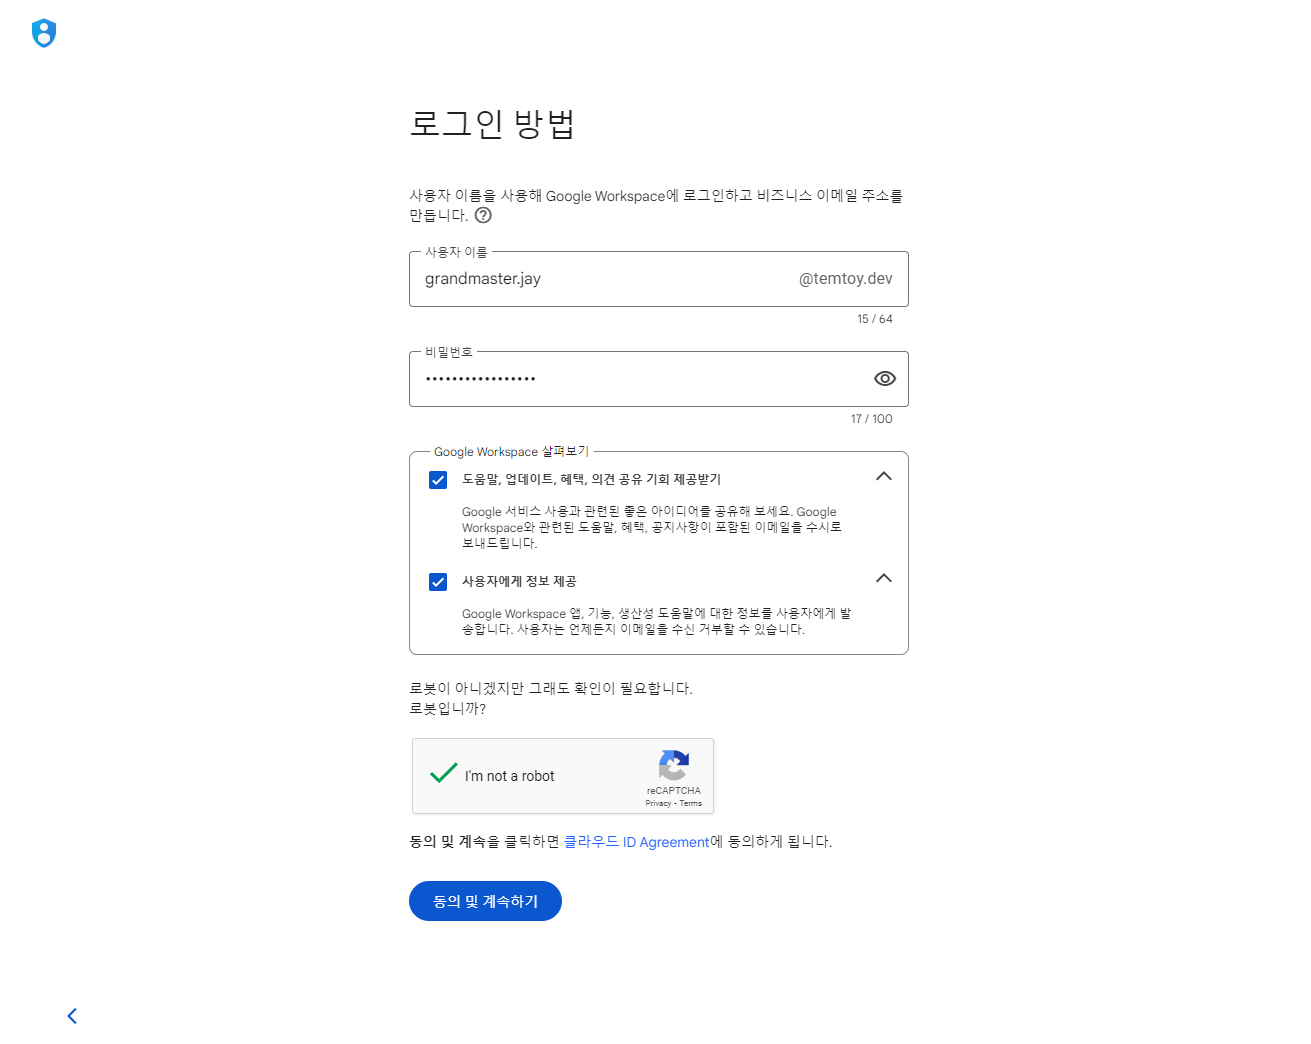 로그인 방법
사용자 이름을 사용해 Google Workspace에 로그인하고 비즈니스 이메일 주소를
만듭니다.
사용자 이름
grandmaster.jay
@temtoy.dev
15 / 64
비밀번호
•••••••••••••••••
17 / 100
Google Workspace 살펴보기
도움말, 업데이트, 혜택, 의견 공유 기회 제공받기
Google 서비스 사용과 관련된 좋은 아이디어를 공유해 보세요. Google
Workspace와 관련된 도움말, 혜택, 공지사항이 포함된 이메일을 수시로
보내드립니다.
사용자에게 정보 제공
Google Workspace 앱, 기능, 생산성 도움말에 대한 정보를 사용자에게 발
송합니다. 사용자는 언제든지 이메일을 수신 거부할 수 있습니다.
로봇이 아니겠지만 그래도 확인이 필요합니다.
로봇입니까?
I'm not a robot
reCAPTCHA
Privacy - Terms
동의 및 계속을 클릭하면 클라우드 ID Agreement에 동의하게 됩니다.
동의 및 계속하기